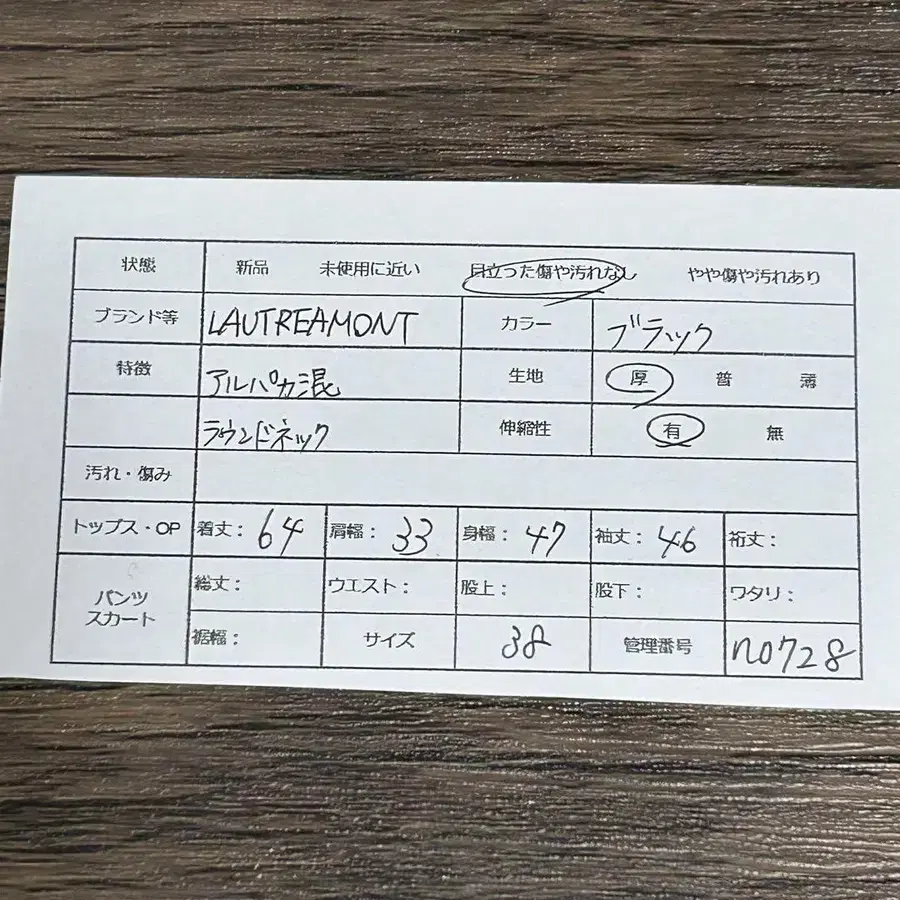 状態 新品 未使用に近い 目立った傷や汚れなし やや傷や汚れあり
ブランド等 LAUTREAMONT カラー ブラック
特徴 アルパカ混 生地 厚 普 薄
ラウンドネック 伸縮性 有 無
汚れ・傷み
トップス・OP 着丈: 64 肩幅: 33 身幅: 47 袖丈: 46 裄丈:
パンツ スカート 総丈: ウエスト: 股上: 股下: ワタリ:
裾幅: サイズ 38 管理番号 n0728